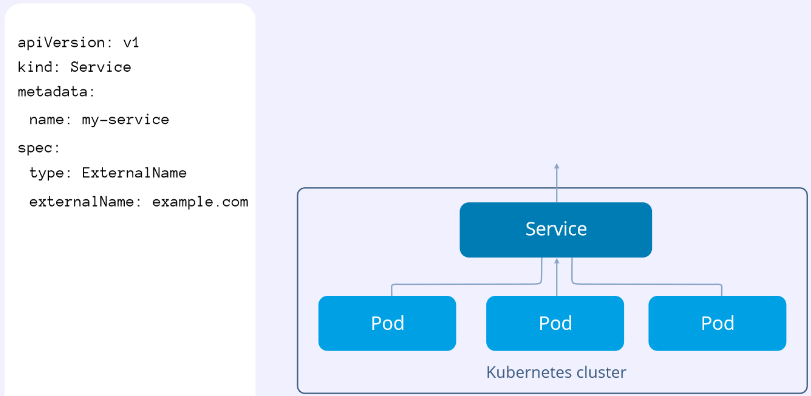 apiVersion: v1
kind: Service
metadata:
name: my-service
spec:
type: ExternalName
externalName: example.com
Service
Pod
Pod
Pod
Kubernetes cluster